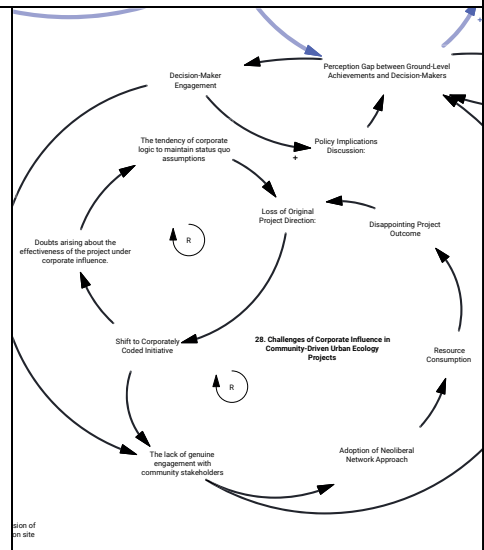 Perception Gap between Ground-Level
Achievements and Decision-Makers
Decision-Maker
Engagement
Policy Implications
Discussion:
+
The tendency of corporate
logic to maintain status quo
assumptions
Loss of Original
Project Direction:
Disappointing Project
Outcome
R
Doubts arising about the
effectiveness of the project under
corporate influence.
Shift to Corporately
Coded Initiative
28. Challenges of Corporate Influence in
Community-Driven Urban Ecology
Projects
Resource
Consumption
R
The lack of genuine
engagement with
community stakeholders
Adoption of Neoliberal
Network Approach
sion of
on site